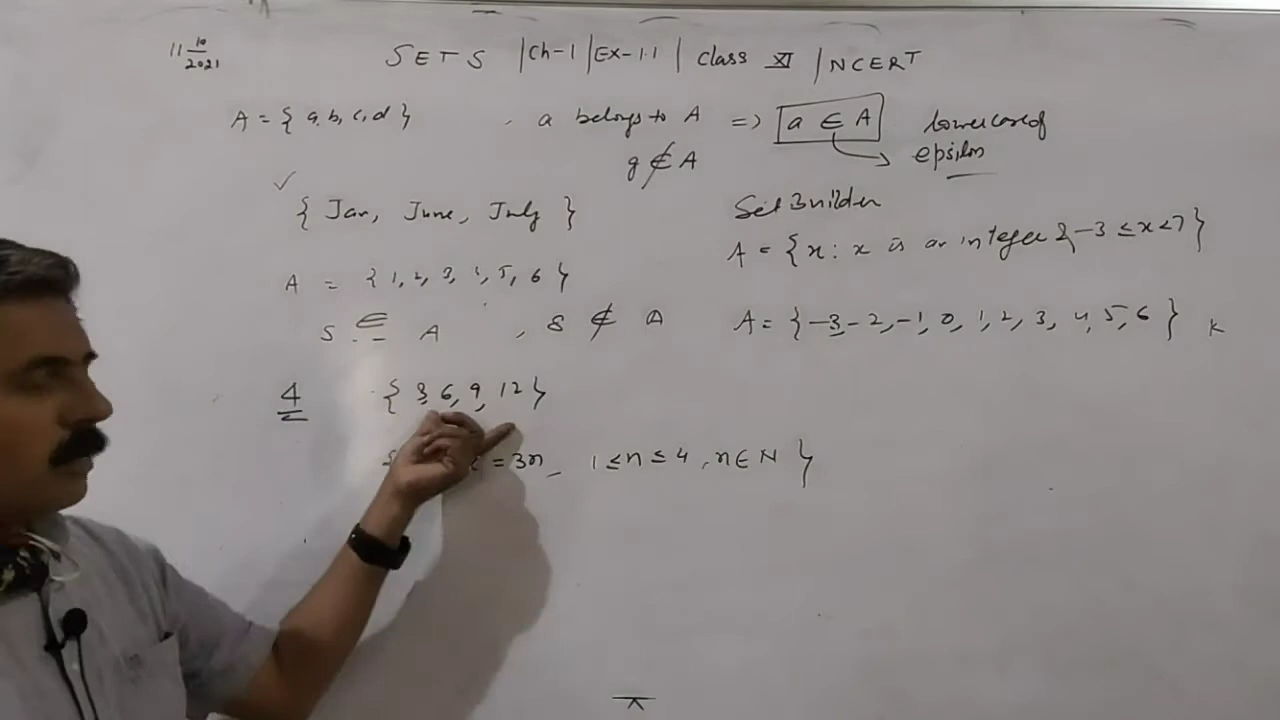 11 10/2021
SETS | Ch-1 | Ex-1.1 | Class XI | NCERT
A = { a, b, c, d } , a belongs to A => a ∈ A lower case of
g ∉ A epsilon
✓
{ Jan, June, July } Set Builder
A = { x : x is an integer & -3 ≤ x < 7 }
A = { 1, 2, 3, 4, 5, 6 }
5 ∈ A , 8 ∉ A A = { -3, -2, -1, 0, 1, 2, 3, 4, 5, 6 }
4 { 3, 6, 9, 12 }
{ = 3n, 1 ≤ n ≤ 4 , n ∈ N }